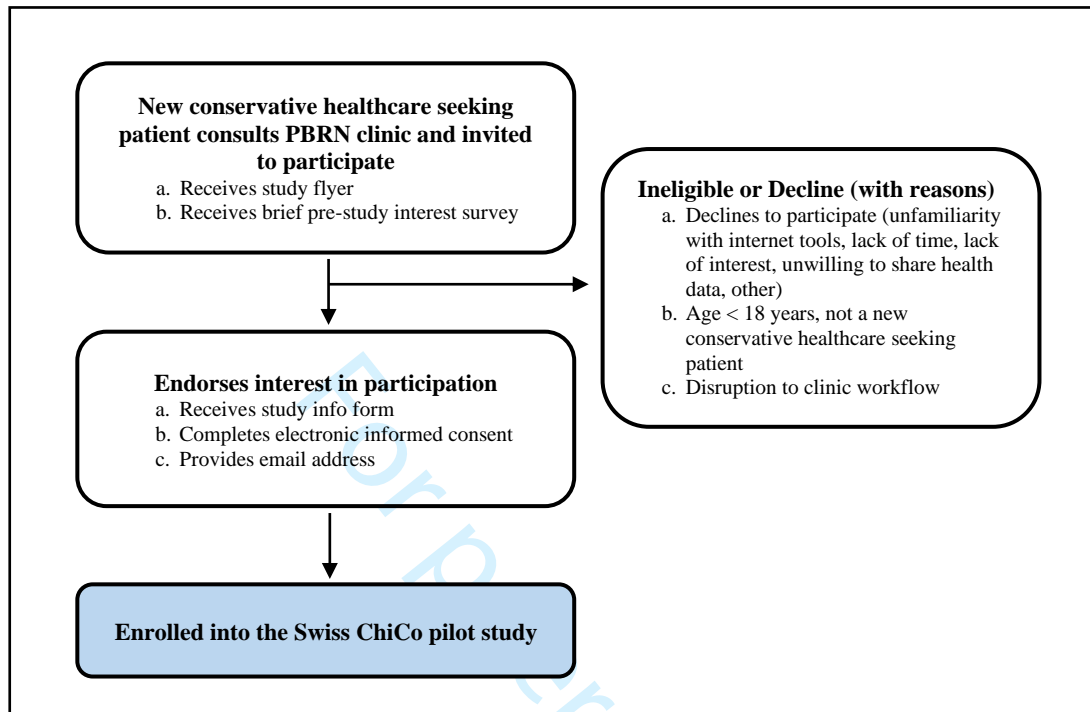 New conservative healthcare seeking
patient consults PBRN clinic and invited
to participate
a. Receives study flyer
b. Receives brief pre-study interest survey
Ineligible or Decline (with reasons)
a. Declines to participate (unfamiliarity
with internet tools, lack of time, lack
of interest, unwilling to share health
data, other)
b. Age < 18 years, not a new
conservative healthcare seeking
patient
c. Disruption to clinic workflow
Endorses interest in participation
a. Receives study info form
b. Completes electronic informed consent
c. Provides email address
Enrolled into the Swiss ChiCo pilot study
For